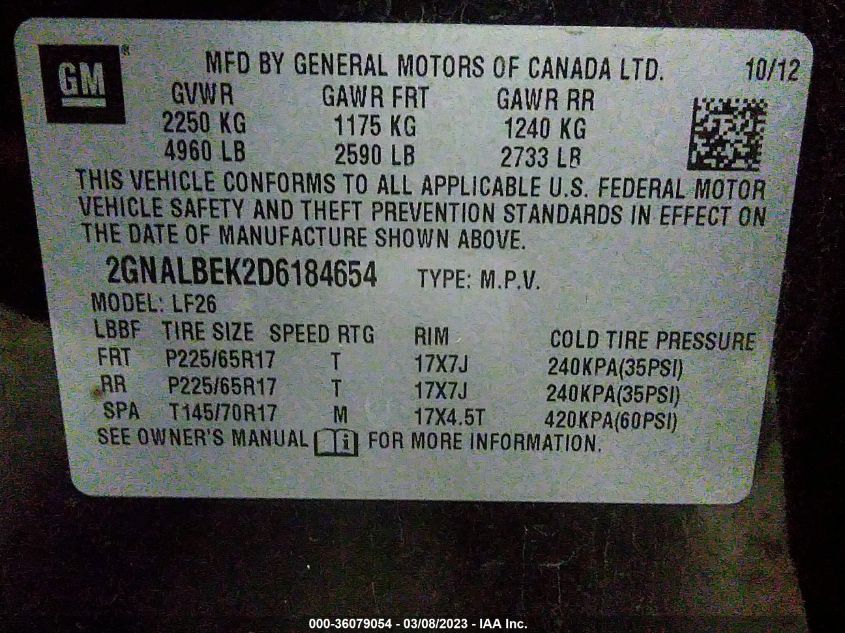 GM ® MFD BY GENERAL MOTORS OF CANADA LTD. 10/12
GVWR GAWR FRT GAWR RR
2250 KG 1175 KG 1240 KG
4960 LB 2590 LB 2733 LB
THIS VEHICLE CONFORMS TO ALL APPLICABLE U.S. FEDERAL MOTOR
VEHICLE SAFETY AND THEFT PREVENTION STANDARDS IN EFFECT ON
THE DATE OF MANUFACTURE SHOWN ABOVE.
2GNALBEK2D6184654 TYPE: M.P.V.
MODEL: LF26
LBBF TIRE SIZE SPEED RTG RIM COLD TIRE PRESSURE
FRT P225/65R17 T 17X7J 240KPA(35PSI)
RR P225/65R17 T 17X7J 240KPA(35PSI)
SPA T145/70R17 M 17X4.5T 420KPA(60PSI)
SEE OWNER'S MANUAL i FOR MORE INFORMATION.
000-36079054 - 03/08/2023 - IAA Inc.